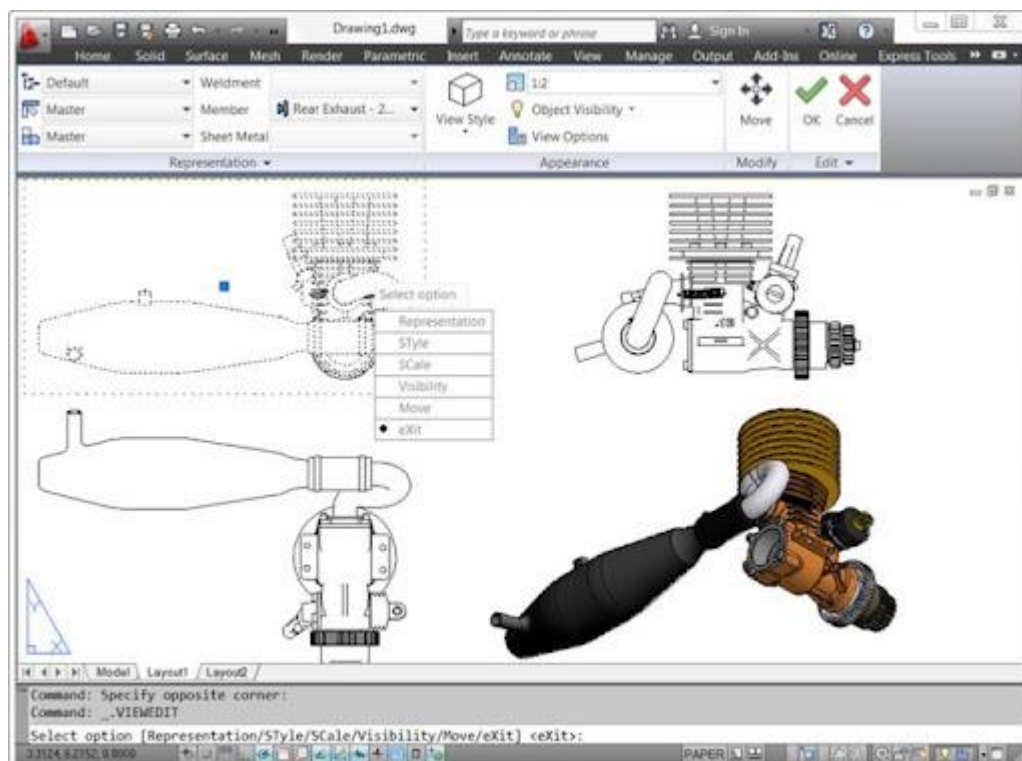 Drawing1.dwg
Type a keyword or phrase
Sign In
Home Solid Surface Mesh Render Parametric Insert Annotate View Manage Output Add-Ins Online Express Tools
Default Weldment 1:2
Master Member Rear Exhaust - 2... View Style Object Visibility Move OK Cancel
Master Sheet Metal View Options
Representation Appearance Modify Edit
Select option
Representation
STyle
SCale
Visibility
Move
eXit
Y
X
Model Layout1 Layout2
Command: Specify opposite corner:
Command: _.VIEWEDIT
Select option [Representation/STyle/SCale/Visibility/Move/eXit] <eXit>:
PAPER